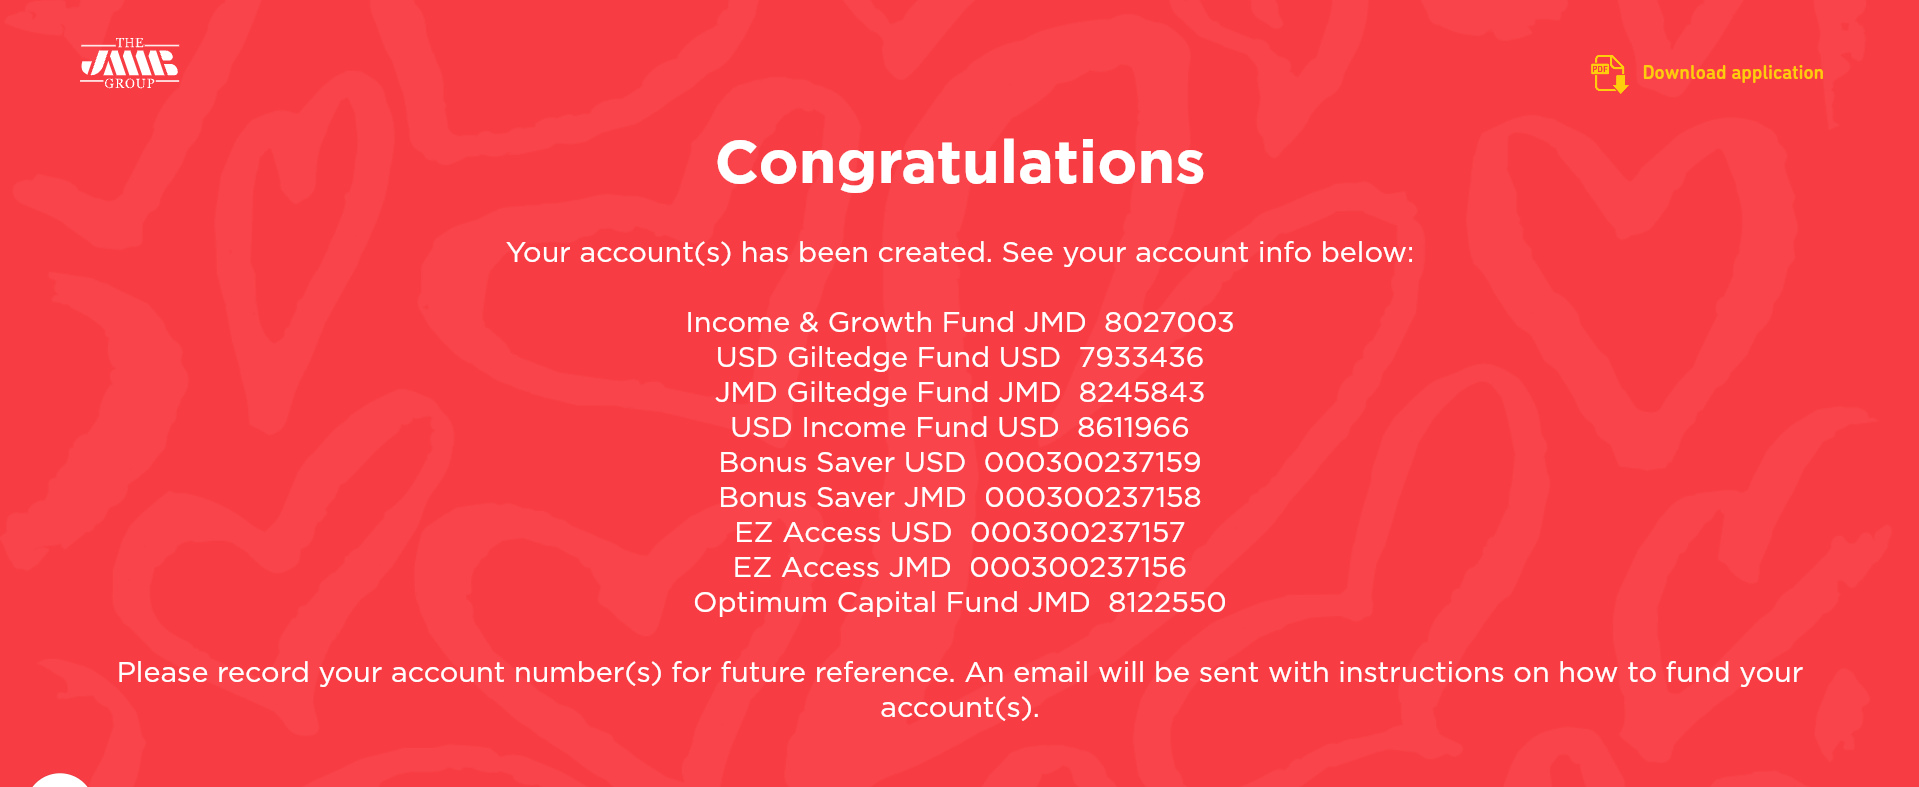 THE
JMMB
GROUP
PDF
Download application
Congratulations
Your account(s) has been created. See your account info below:
Income & Growth Fund JMD 8027003
USD Giltedge Fund USD 7933436
JMD Giltedge Fund JMD 8245843
USD Income Fund USD 8611966
Bonus Saver USD 000300237159
Bonus Saver JMD 000300237158
EZ Access USD 000300237157
EZ Access JMD 000300237156
Optimum Capital Fund JMD 8122550
Please record your account number(s) for future reference. An email will be sent with instructions on how to fund your
account(s).